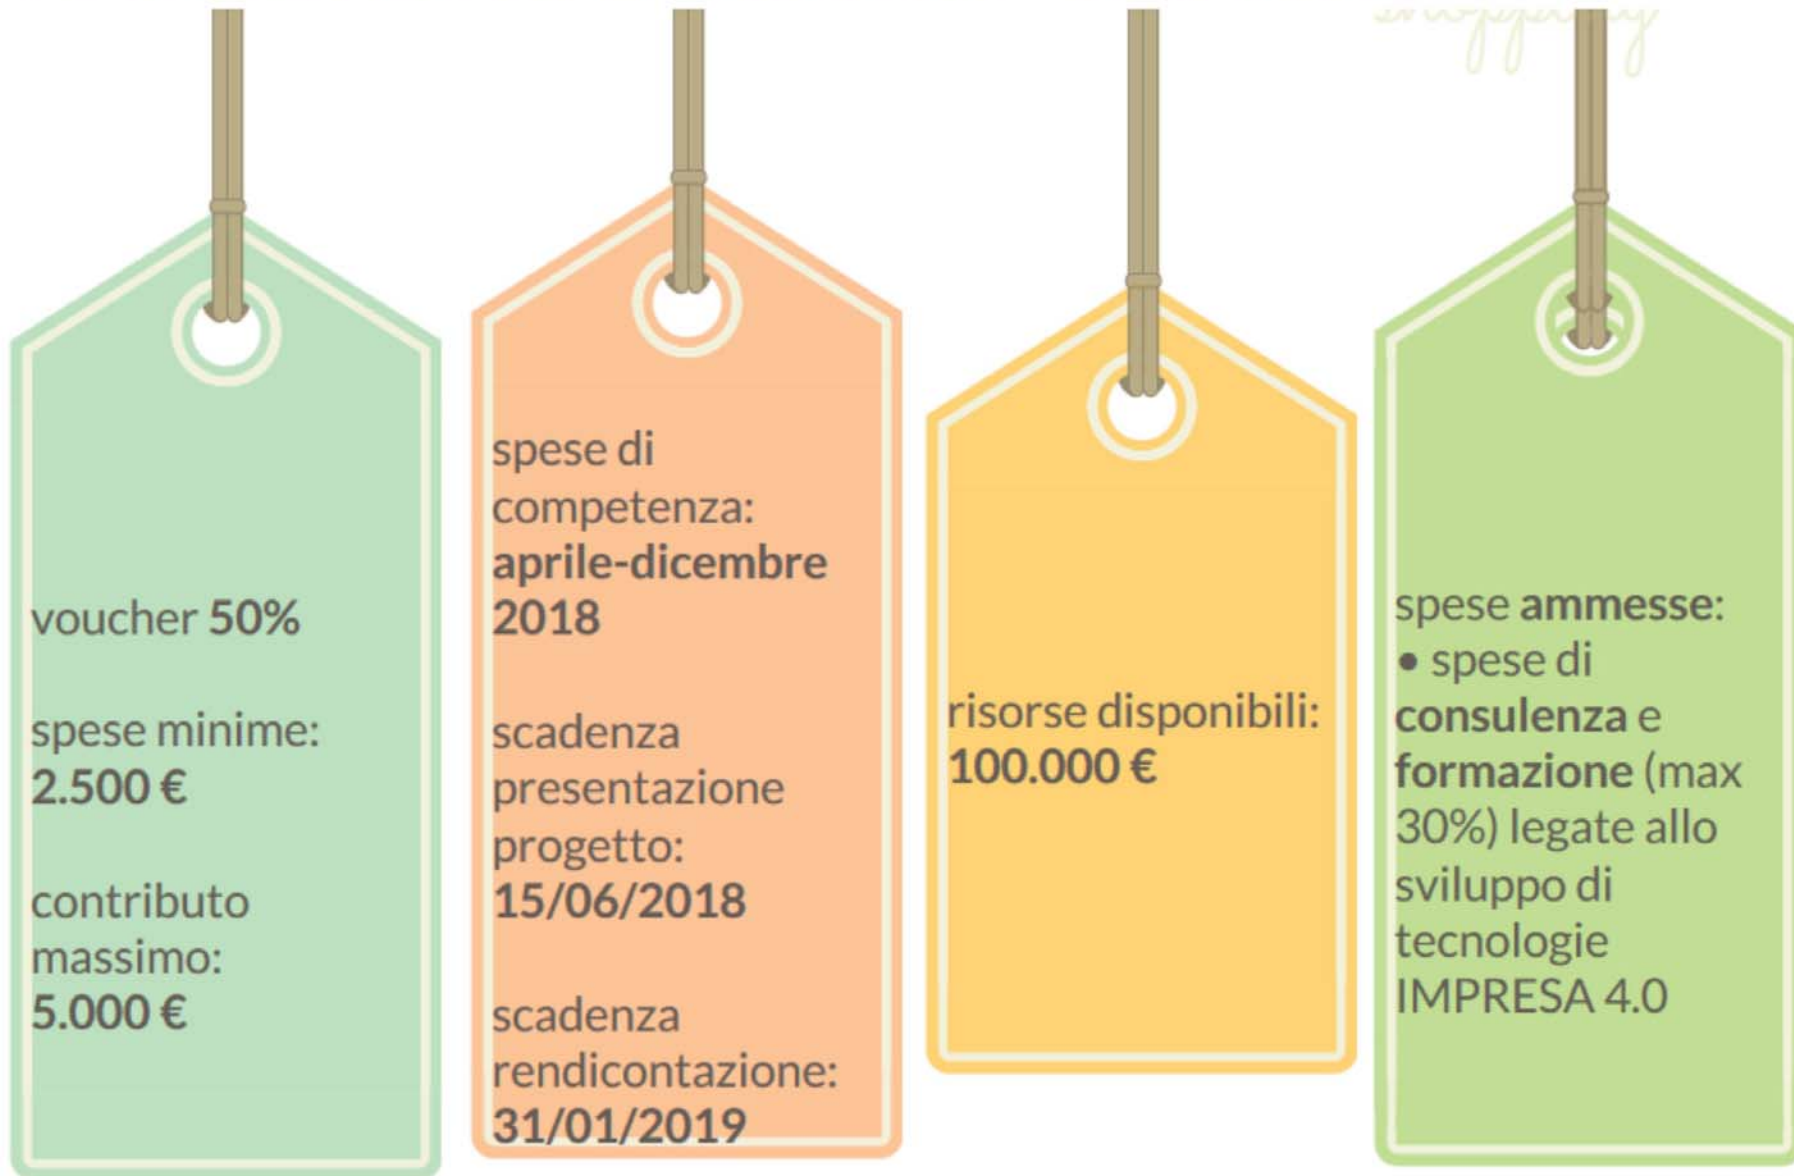 voucher 50%
spese minime:
2.500 €
contributo
massimo:
5.000 €
spese di
competenza:
aprile-dicembre
2018
scadenza
presentazione
progetto:
15/06/2018
scadenza
rendicontazione:
31/01/2019
risorse disponibili:
100.000 €
shopping
spese ammesse:
• spese di
consulenza e
formazione (max
30%) legate allo
sviluppo di
tecnologie
IMPRESA 4.0